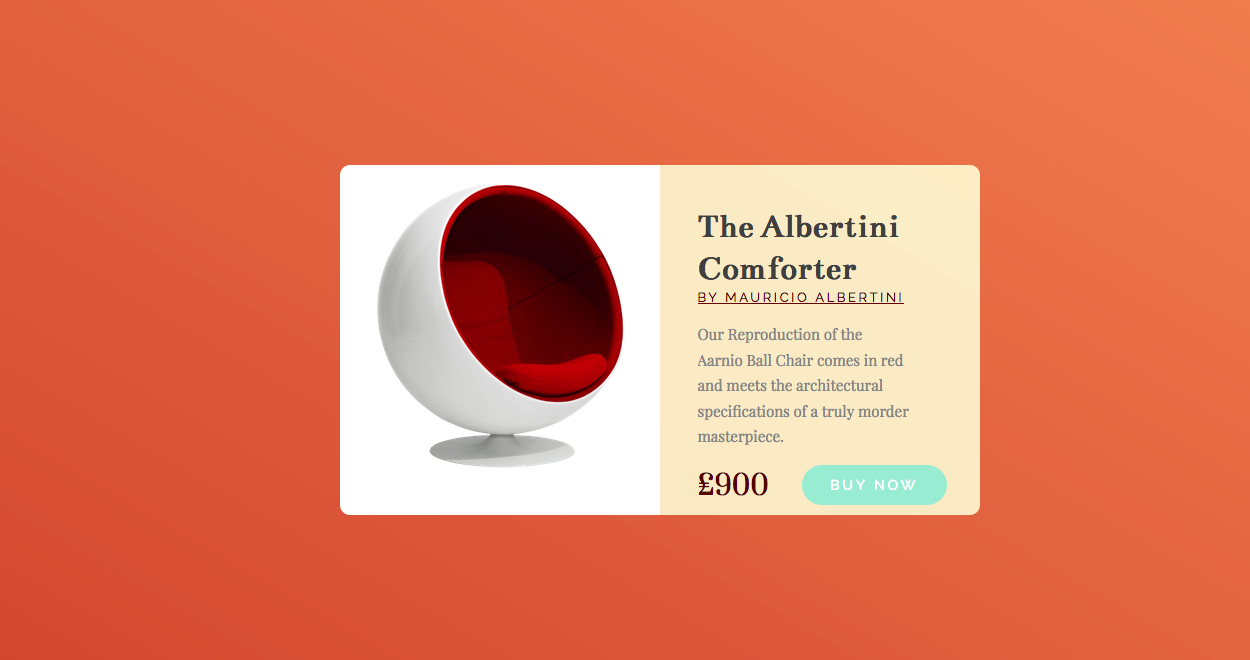 The Albertini
Comforter
BY MAURICIO ALBERTINI
Our Reproduction of the
Aarnio Ball Chair comes in red
and meets the architectural
specifications of a truly morder
masterpiece.
£900
BUY NOW